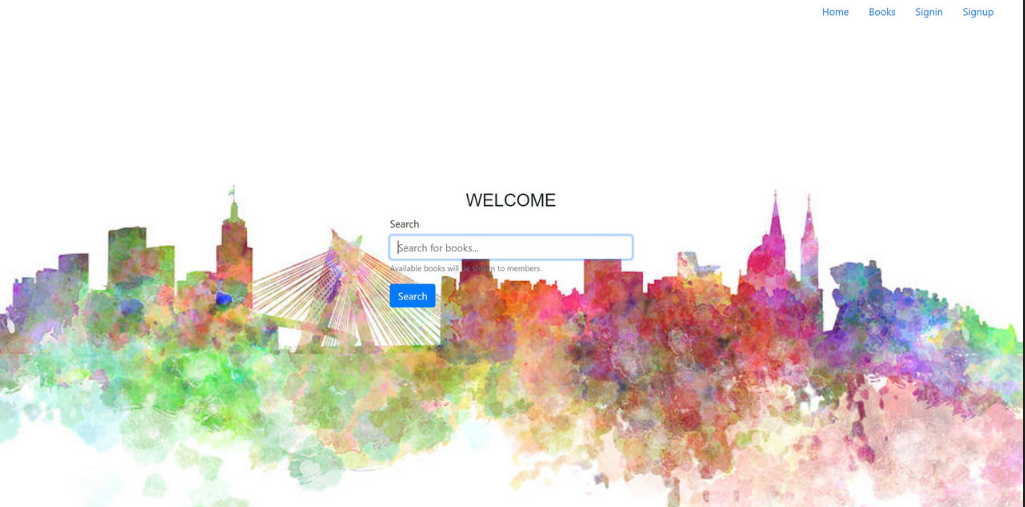 Home Books Signin Signup
WELCOME
Search
Search for books...
Available books will be shown to members.
Search